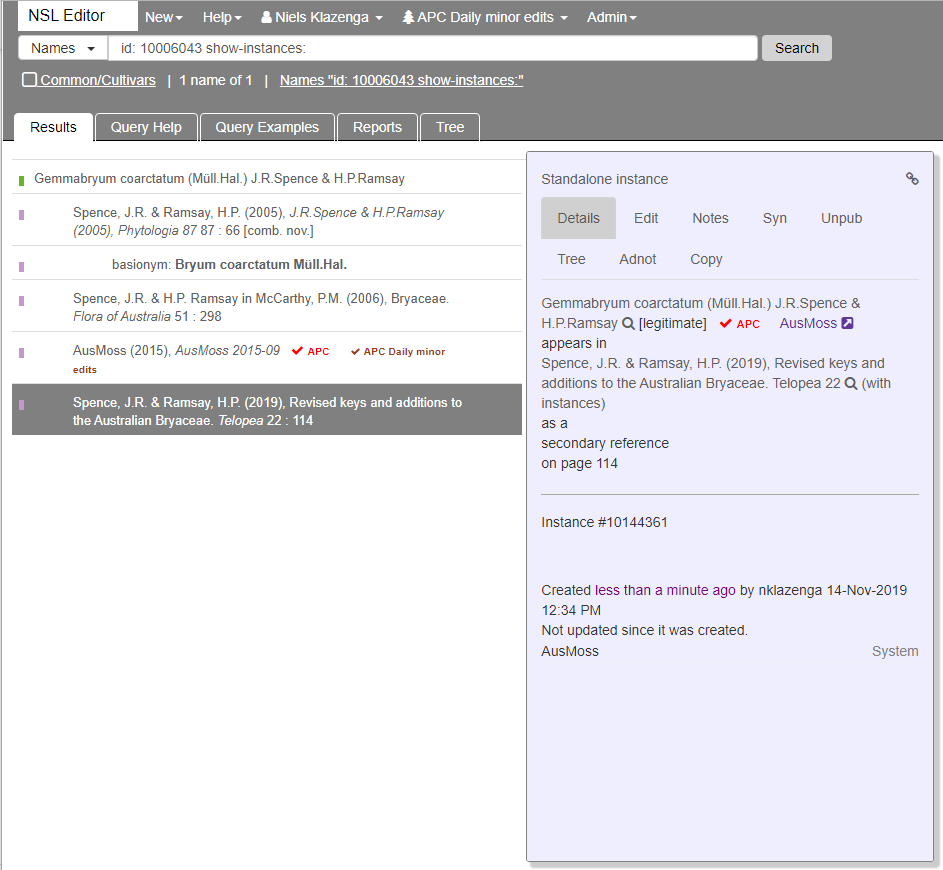 NSL Editor
New Help Niels Klazenga APC Daily minor edits Admin
Names id: 10006043 show-instances: Search
Common/Cultivars | 1 name of 1 | Names "id: 10006043 show-instances:"
Results Query Help Query Examples Reports Tree
Gemmabryum coarctatum (Müll.Hal.) J.R.Spence & H.P.Ramsay
Spence, J.R. & Ramsay, H.P. (2005), J.R.Spence & H.P.Ramsay
(2005), Phytologia 87 87 : 66 [comb. nov.]
basionym: Bryum coarctatum Müll.Hal.
Spence, J.R. & H.P. Ramsay in McCarthy, P.M. (2006), Bryaceae.
Flora of Australia 51 : 298
AusMoss (2015), AusMoss 2015-09 APC APC Daily minor
edits
Spence, J.R. & Ramsay, H.P. (2019), Revised keys and additions to
the Australian Bryaceae. Telopea 22 : 114
Standalone instance
Details Edit Notes Syn Unpub
Tree Adnot Copy
Gemmabryum coarctatum (Müll.Hal.) J.R.Spence &
H.P.Ramsay [legitimate] APC AusMoss
appears in
Spence, J.R. & Ramsay, H.P. (2019), Revised keys and
additions to the Australian Bryaceae. Telopea 22 (with
instances)
as a
secondary reference
on page 114
Instance #10144361
Created less than a minute ago by nklazenga 14-Nov-2019
12:34 PM
Not updated since it was created.
AusMoss System